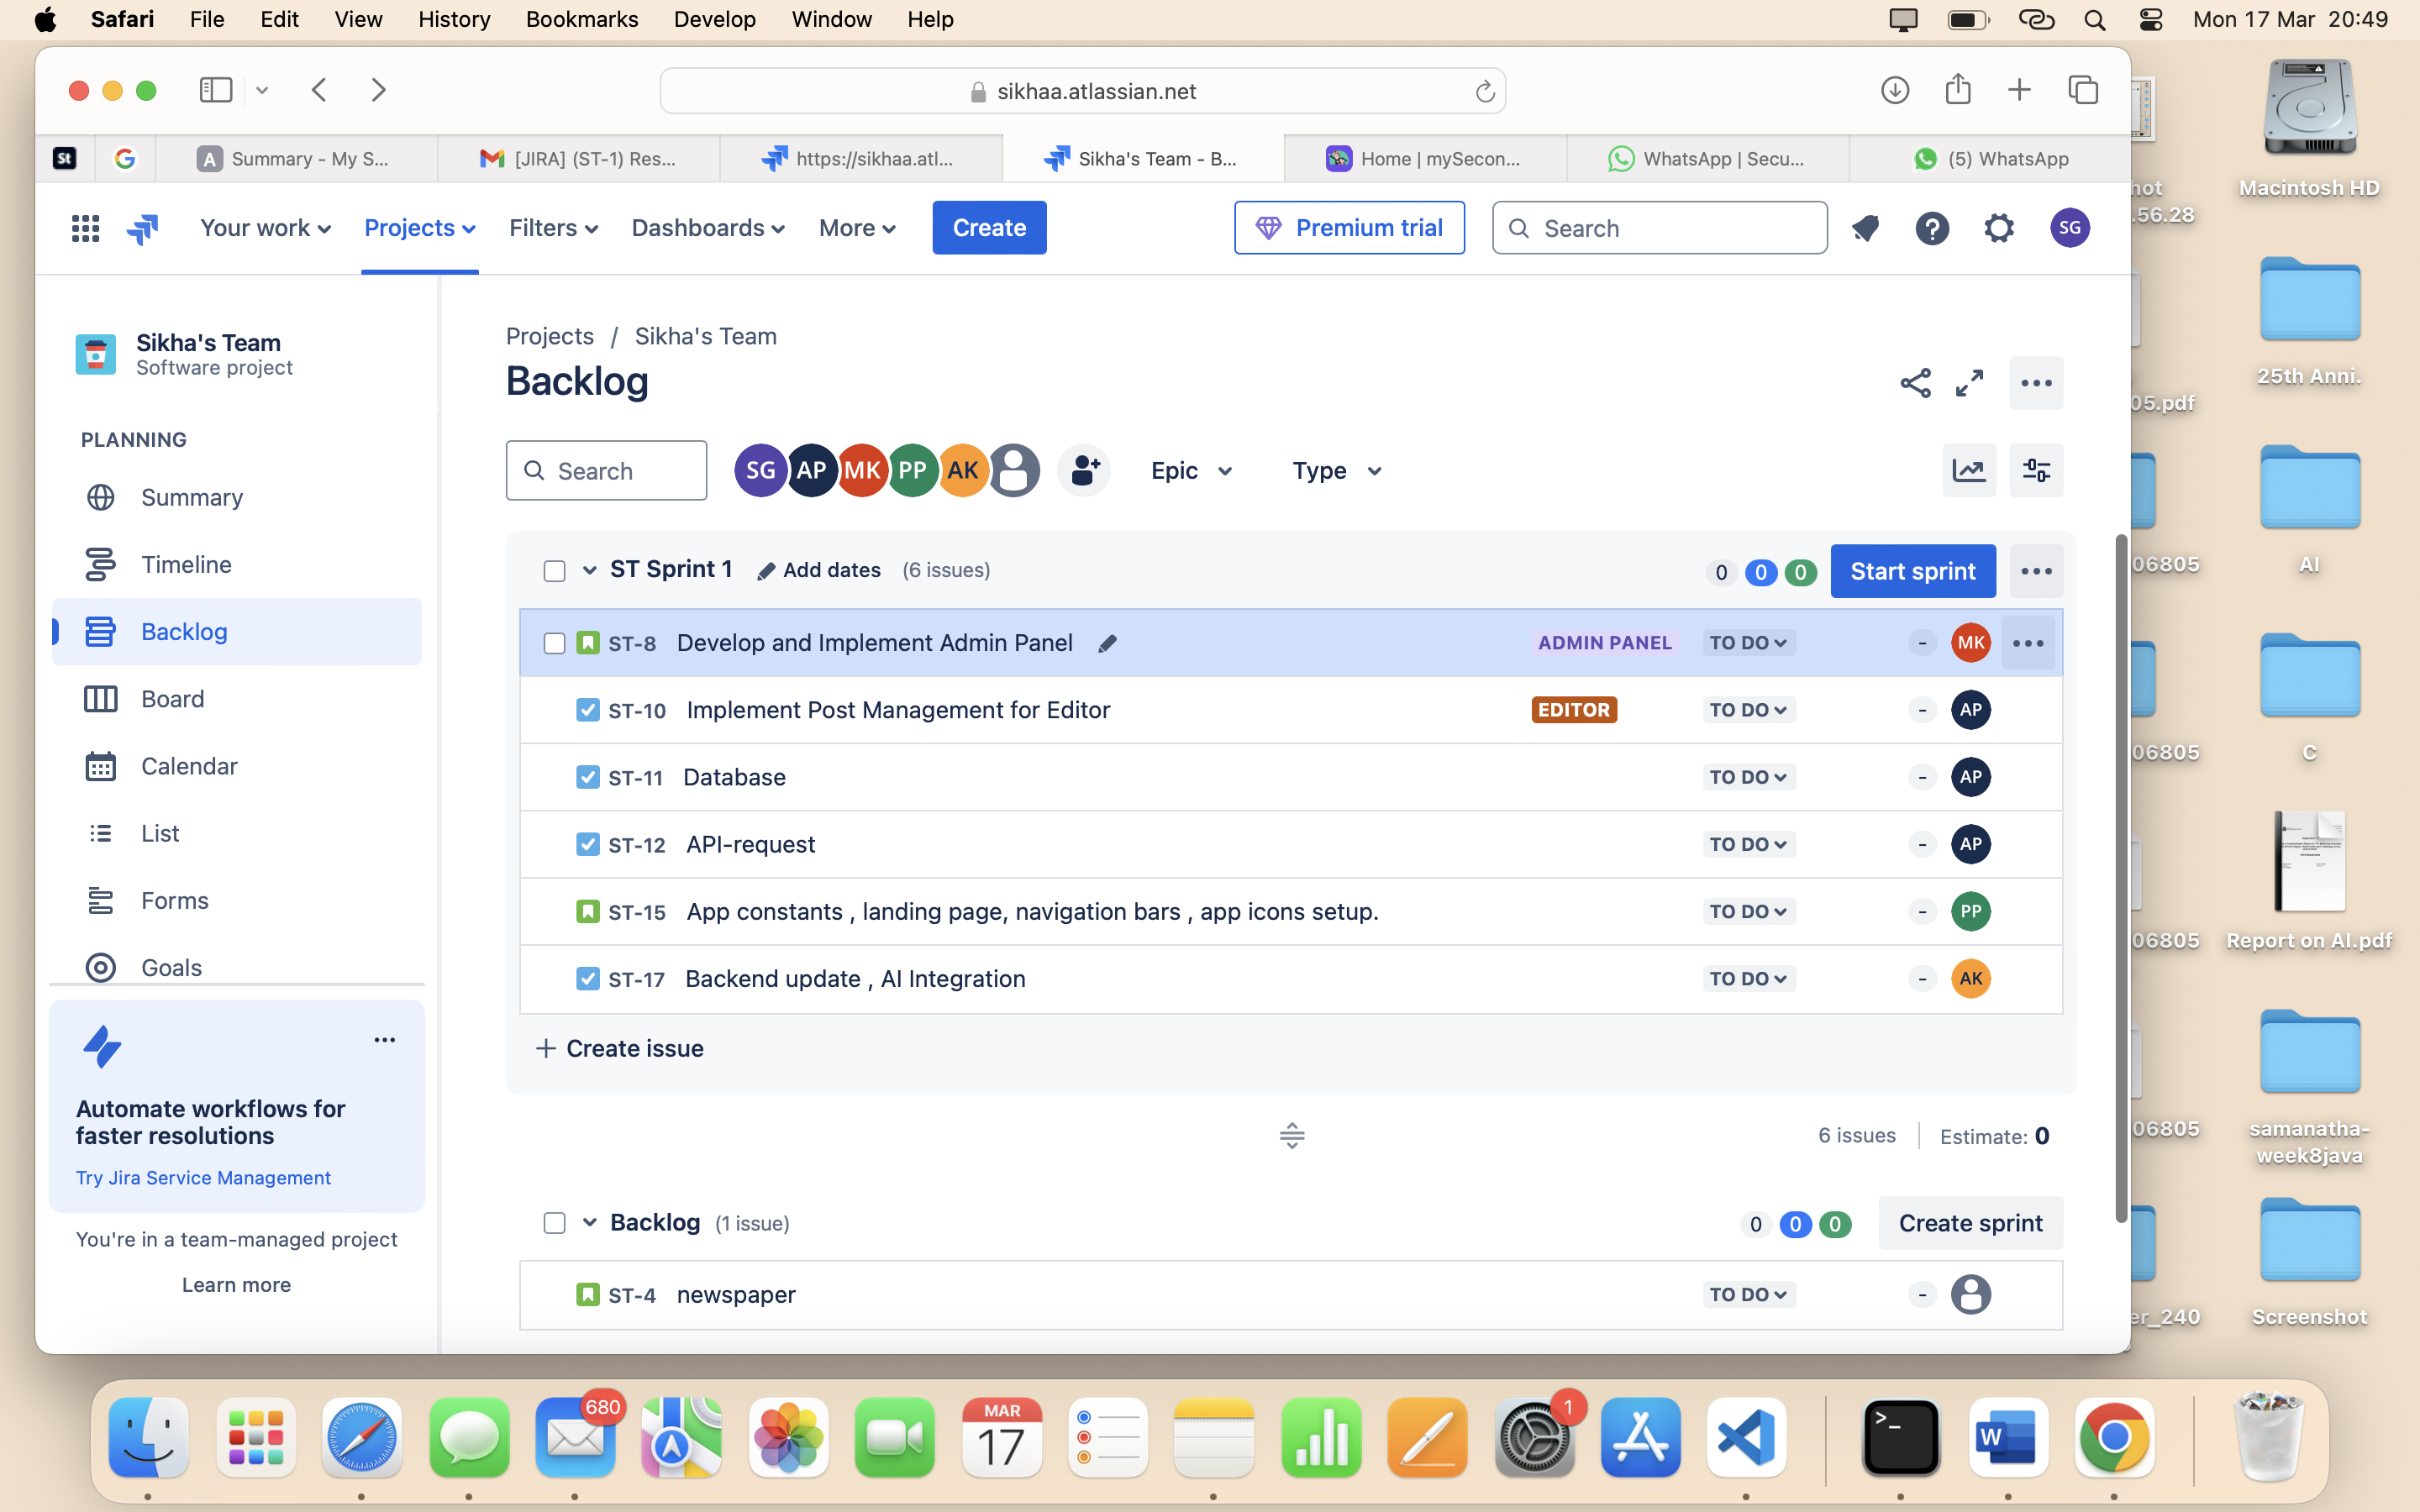 Safari File Edit View History Bookmarks Develop Window Help Mon 17 Mar 20:49
sikhaa.atlassian.net
St A Summary - My S... [JIRA] (ST-1) Res... https://sikhaa.atl... Sikha's Team - B... Home | mySecon... WhatsApp | Secu... (5) WhatsApp
Your work Projects Filters Dashboards More Create Premium trial Search SG
Sikha's Team
Software project
PLANNING
Summary
Timeline
Backlog
Board
Calendar
List
Forms
Goals
Automate workflows for
faster resolutions
Try Jira Service Management
You're in a team-managed project
Learn more
Projects / Sikha's Team
Backlog
Search SG AP MK PP AK Epic Type
ST Sprint 1 Add dates (6 issues) 0 0 0 Start sprint
ST-8 Develop and Implement Admin Panel ADMIN PANEL TO DO - MK
ST-10 Implement Post Management for Editor EDITOR TO DO - AP
ST-11 Database TO DO - AP
ST-12 API-request TO DO - AP
ST-15 App constants , landing page, navigation bars , app icons setup. TO DO - PP
ST-17 Backend update , AI Integration TO DO - AK
+ Create issue
6 issues Estimate: 0
Backlog (1 issue) 0 0 0 Create sprint
ST-4 newspaper TO DO -
Macintosh HD
hot
.56.28
25th Anni.
05.pdf
AI
06805
C
06805
Report on AI.pdf
06805
samanatha-
week8java
06805
Screenshot
er_240
680
MAR
17
1
>_
W